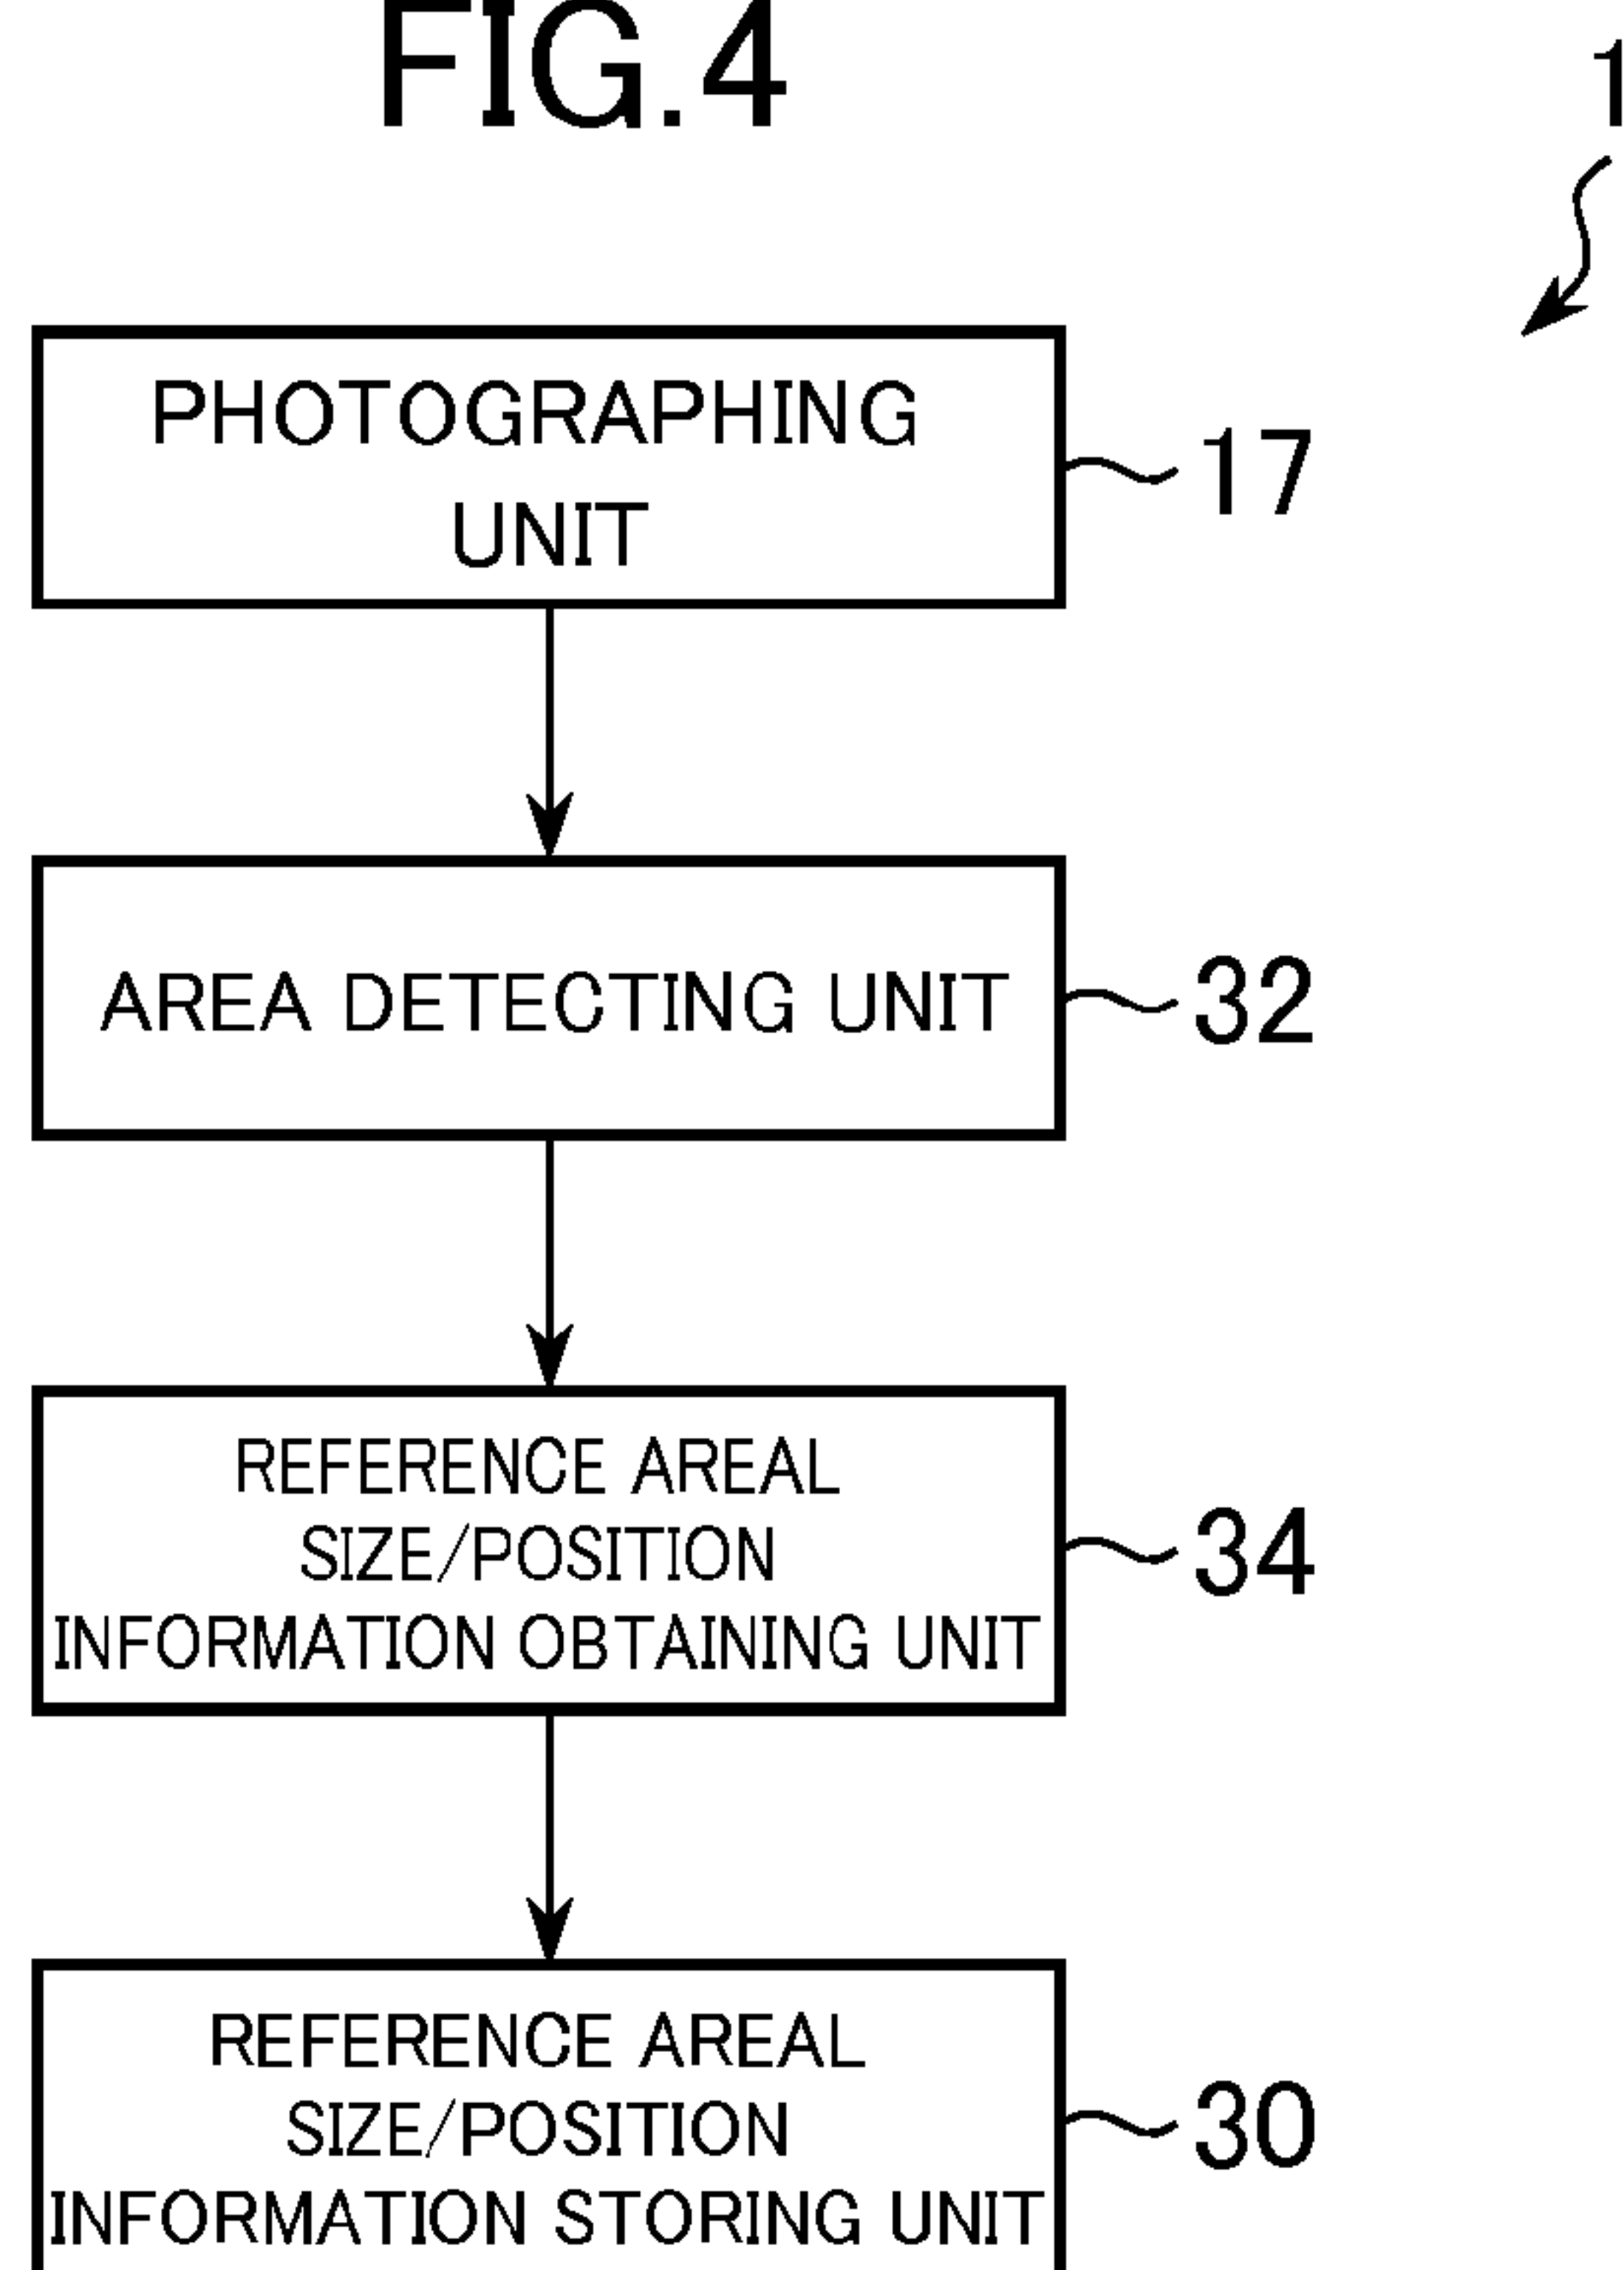 FIG.4
1
PHOTOGRAPHING
UNIT
17
AREA DETECTING UNIT
32
REFERENCE AREAL
SIZE/POSITION
INFORMATION OBTAINING UNIT
34
REFERENCE AREAL
SIZE/POSITION
INFORMATION STORING UNIT
30